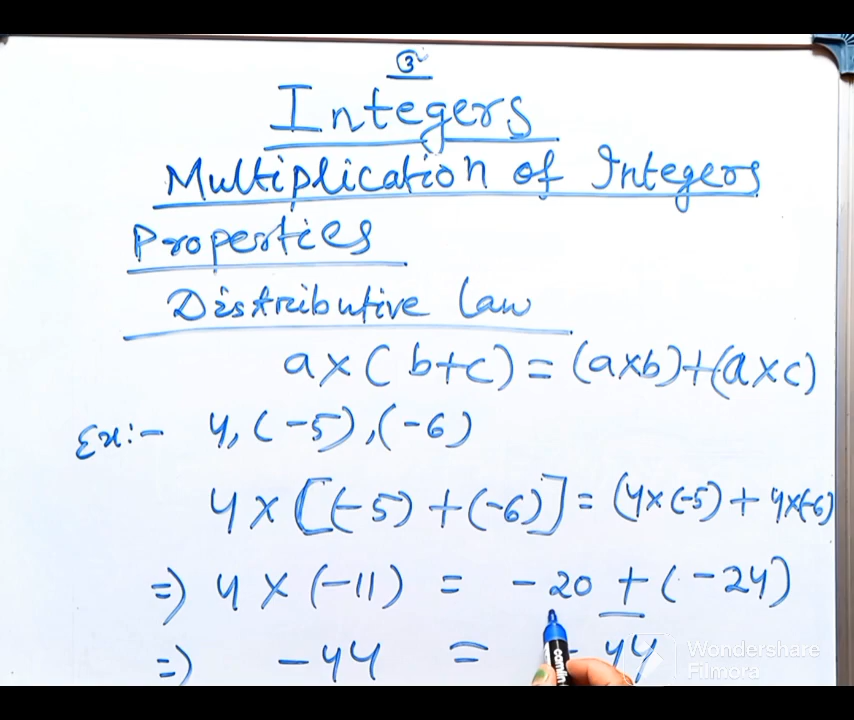 3
Integers
Multiplication of Integers
Properties
Distributive law
a×(b+c) = (a×b)+(a×c)
Ex:- 4, (-5), (-6)
4 × [(-5) + (-6)] = (4×(-5) + 4×(-6)
=> 4 × (-11) = -20 + (-24)
=> -44 = -44
Wondershare
Filmora